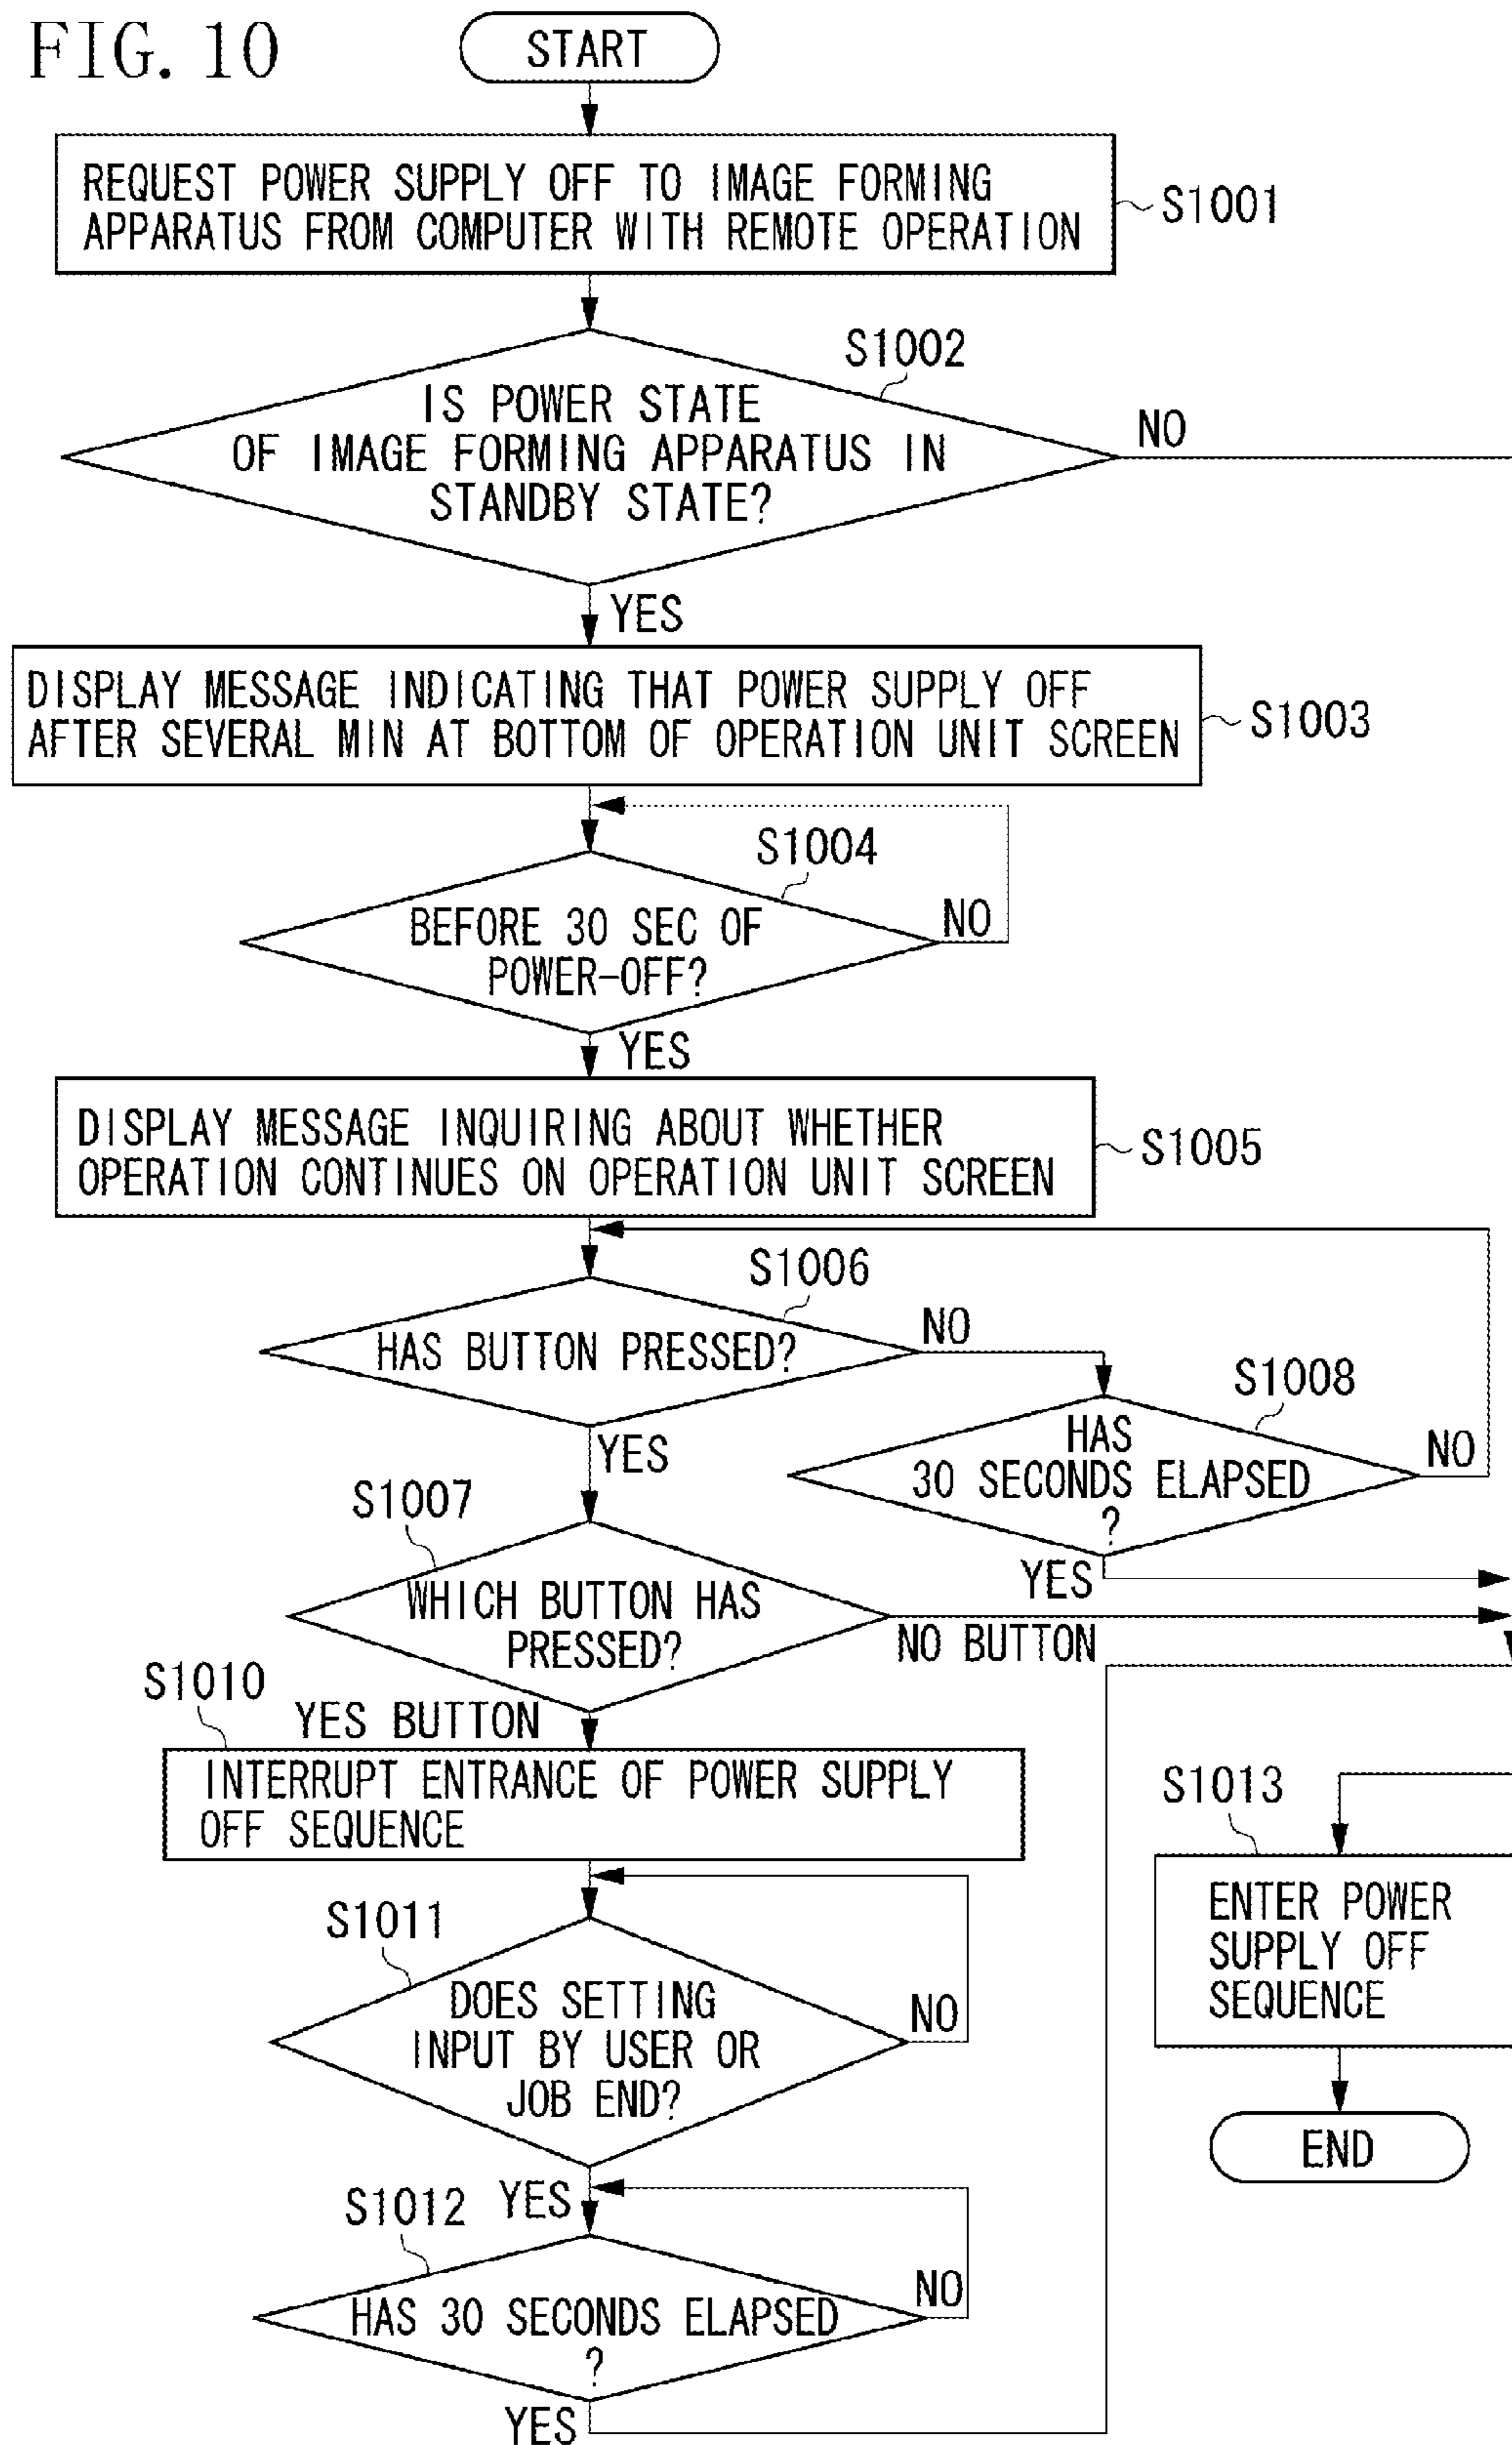 FIG. 10
START
REQUEST POWER SUPPLY OFF TO IMAGE FORMING
APPARATUS FROM COMPUTER WITH REMOTE OPERATION
S1001
S1002
IS POWER STATE
OF IMAGE FORMING APPARATUS IN
STANDBY STATE?
NO
YES
DISPLAY MESSAGE INDICATING THAT POWER SUPPLY OFF
AFTER SEVERAL MIN AT BOTTOM OF OPERATION UNIT SCREEN
S1003
S1004
BEFORE 30 SEC OF
POWER-OFF?
NO
YES
DISPLAY MESSAGE INQUIRING ABOUT WHETHER
OPERATION CONTINUES ON OPERATION UNIT SCREEN
S1005
S1006
HAS BUTTON PRESSED?
NO
YES
S1008
HAS
30 SECONDS ELAPSED
?
NO
YES
S1007
WHICH BUTTON HAS
PRESSED?
NO BUTTON
YES BUTTON
S1010
INTERRUPT ENTRANCE OF POWER SUPPLY
OFF SEQUENCE
S1011
DOES SETTING
INPUT BY USER OR
JOB END?
NO
YES
S1012
HAS 30 SECONDS ELAPSED
?
NO
YES
S1013
ENTER POWER
SUPPLY OFF
SEQUENCE
END